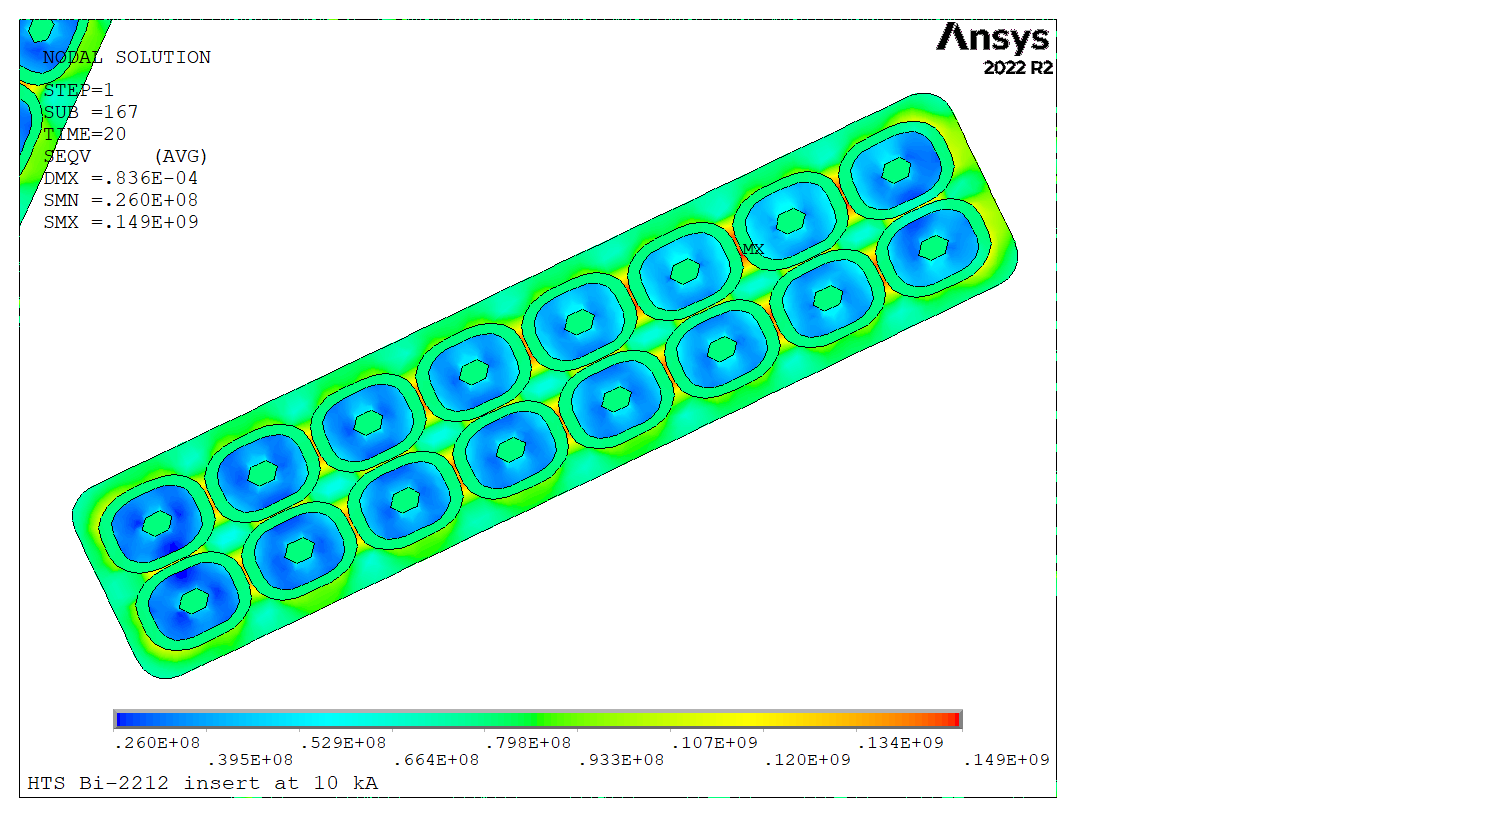 Ansys
2022 R2
NODAL SOLUTION
STEP=1
SUB =167
TIME=20
SEQV     (AVG)
DMX =.836E-04
SMN =.260E+08
SMX =.149E+09
MX
.260E+08
.395E+08
.529E+08
.664E+08
.798E+08
.933E+08
.107E+09
.120E+09
.134E+09
.149E+09
HTS Bi-2212 insert at 10 kA